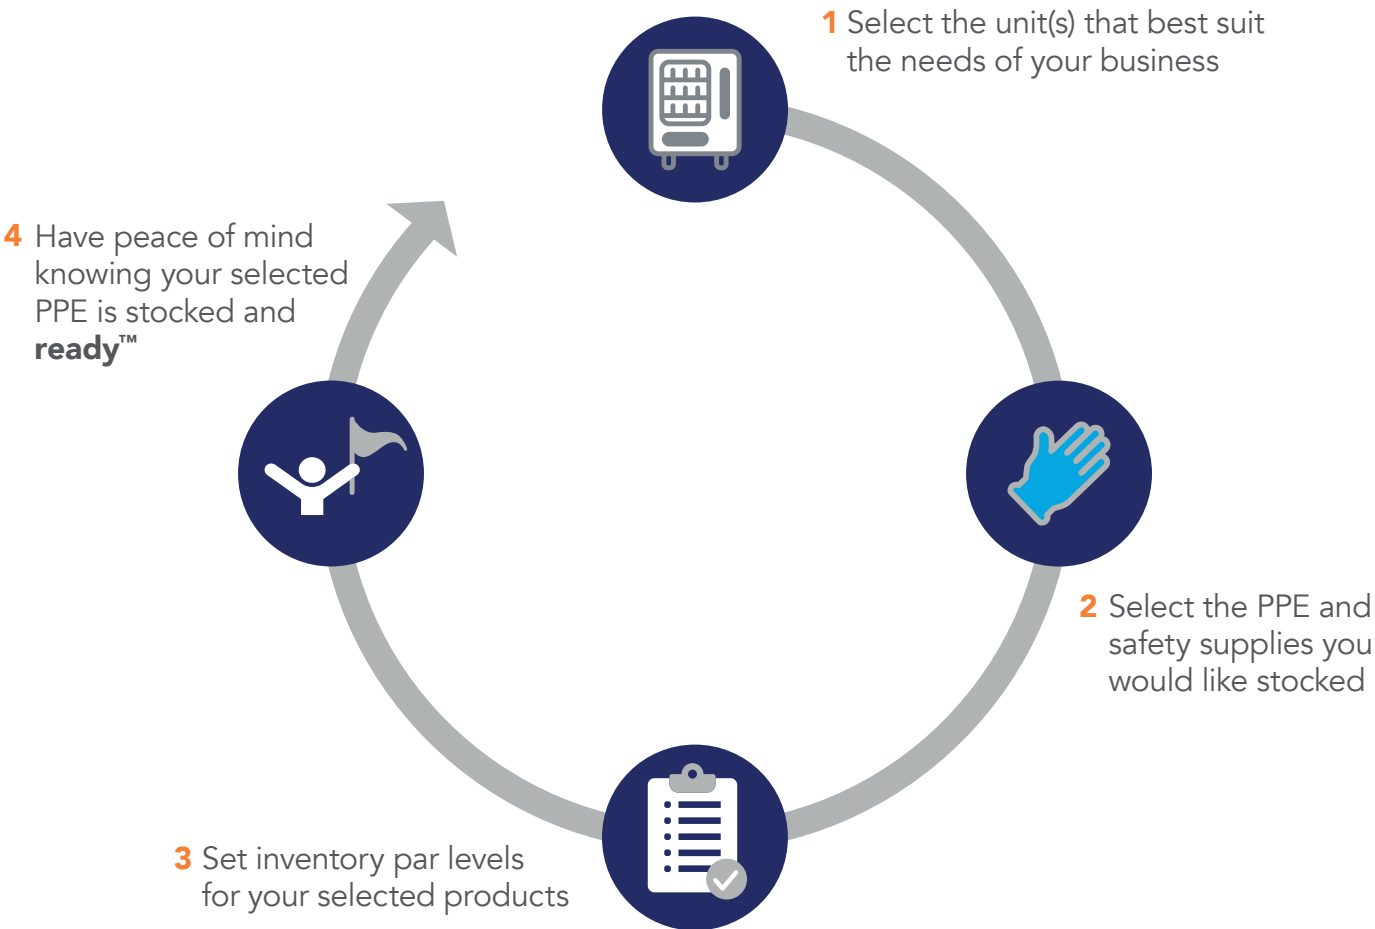 1 Select the unit(s) that best suit
the needs of your business
4 Have peace of mind
knowing your selected
PPE is stocked and
ready™
2 Select the PPE and
safety supplies you
would like stocked
3 Set inventory par levels
for your selected products